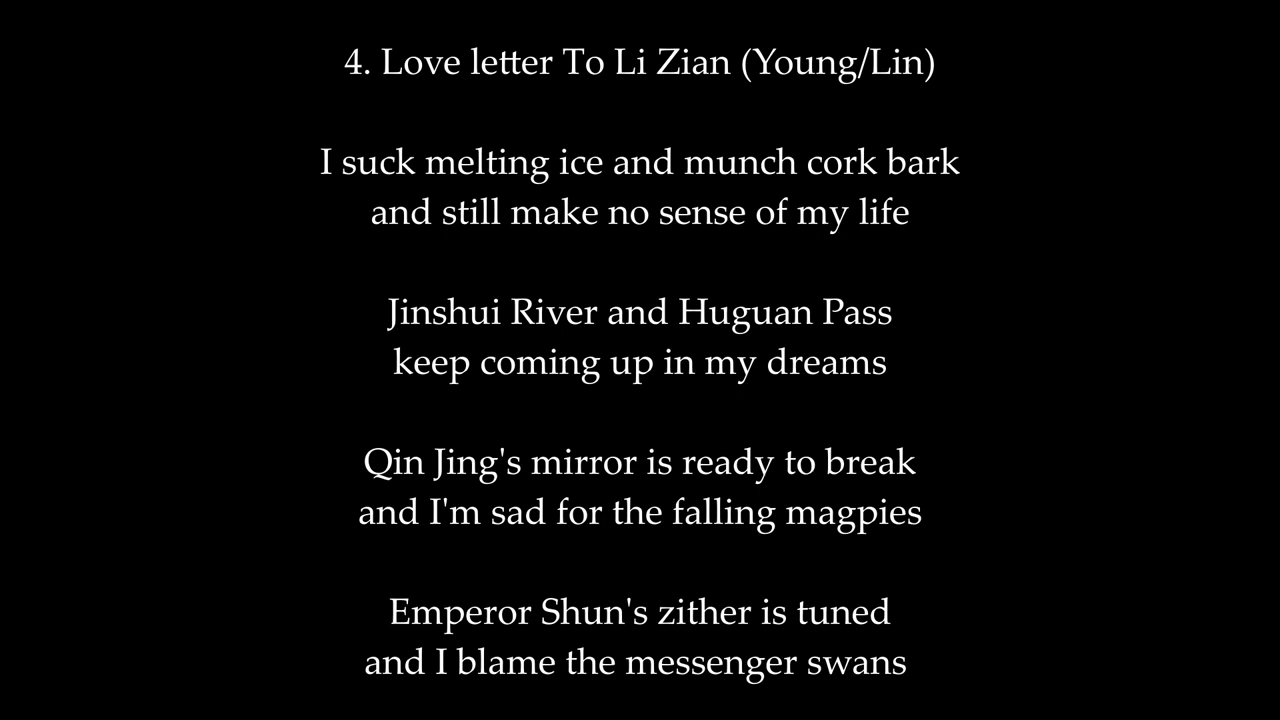 4. Love letter To Li Zian (Young/Lin)
I suck melting ice and munch cork bark
and still make no sense of my life
Jinshui River and Huguan Pass
keep coming up in my dreams
Qin Jing's mirror is ready to break
and I'm sad for the falling magpies
Emperor Shun's zither is tuned
and I blame the messenger swans